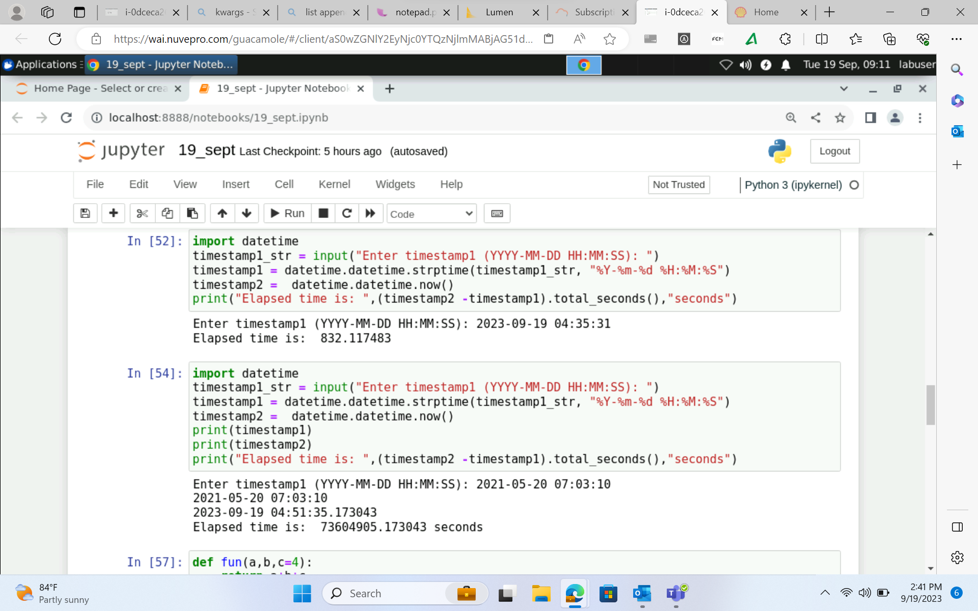 i-0dceca2
kwargs - S
list appen
notepad.p
Lumen
Subscripti
i-0dceca2
Home
https://wai.nuvepro.com/guacamole/#/client/aS0wZGNlY2EyNjc0YTQzNjlmMABjAG51d...
Applications
19_sept - Jupyter Noteb...
Tue 19 Sep, 09:11 labuser
Home Page - Select or crea
19_sept - Jupyter Notebook
localhost:8888/notebooks/19_sept.ipynb
jupyter 19_sept Last Checkpoint: 5 hours ago (autosaved)
Logout
File Edit View Insert Cell Kernel Widgets Help
Not Trusted
Python 3 (ipykernel)
Run
Code
In [52]: import datetime
timestamp1_str = input("Enter timestamp1 (YYYY-MM-DD HH:MM:SS): ")
timestamp1 = datetime.datetime.strptime(timestamp1_str, "%Y-%m-%d %H:%M:%S")
timestamp2 = datetime.datetime.now()
print("Elapsed time is: ",(timestamp2 -timestamp1).total_seconds(),"seconds")
Enter timestamp1 (YYYY-MM-DD HH:MM:SS): 2023-09-19 04:35:31
Elapsed time is: 832.117483
In [54]: import datetime
timestamp1_str = input("Enter timestamp1 (YYYY-MM-DD HH:MM:SS): ")
timestamp1 = datetime.datetime.strptime(timestamp1_str, "%Y-%m-%d %H:%M:%S")
timestamp2 = datetime.datetime.now()
print(timestamp1)
print(timestamp2)
print("Elapsed time is: ",(timestamp2 -timestamp1).total_seconds(),"seconds")
Enter timestamp1 (YYYY-MM-DD HH:MM:SS): 2021-05-20 07:03:10
2021-05-20 07:03:10
2023-09-19 04:51:35.173043
Elapsed time is: 73604905.173043 seconds
In [57]: def fun(a,b,c=4):
84°F
Partly sunny
Search
2:41 PM
9/19/2023
6